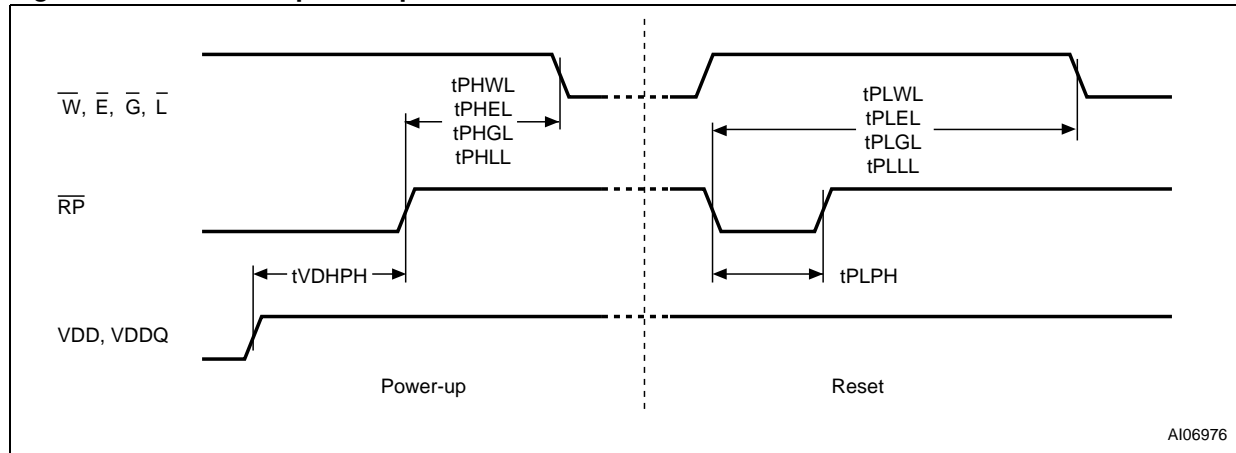 W, E, G, L
tPHWL
tPHEL
tPHGL
tPHLL
tPLWL
tPLEL
tPLGL
tPLLL
RP
tVDHPH
tPLPH
VDD, VDDQ
Power-up
Reset
AI06976